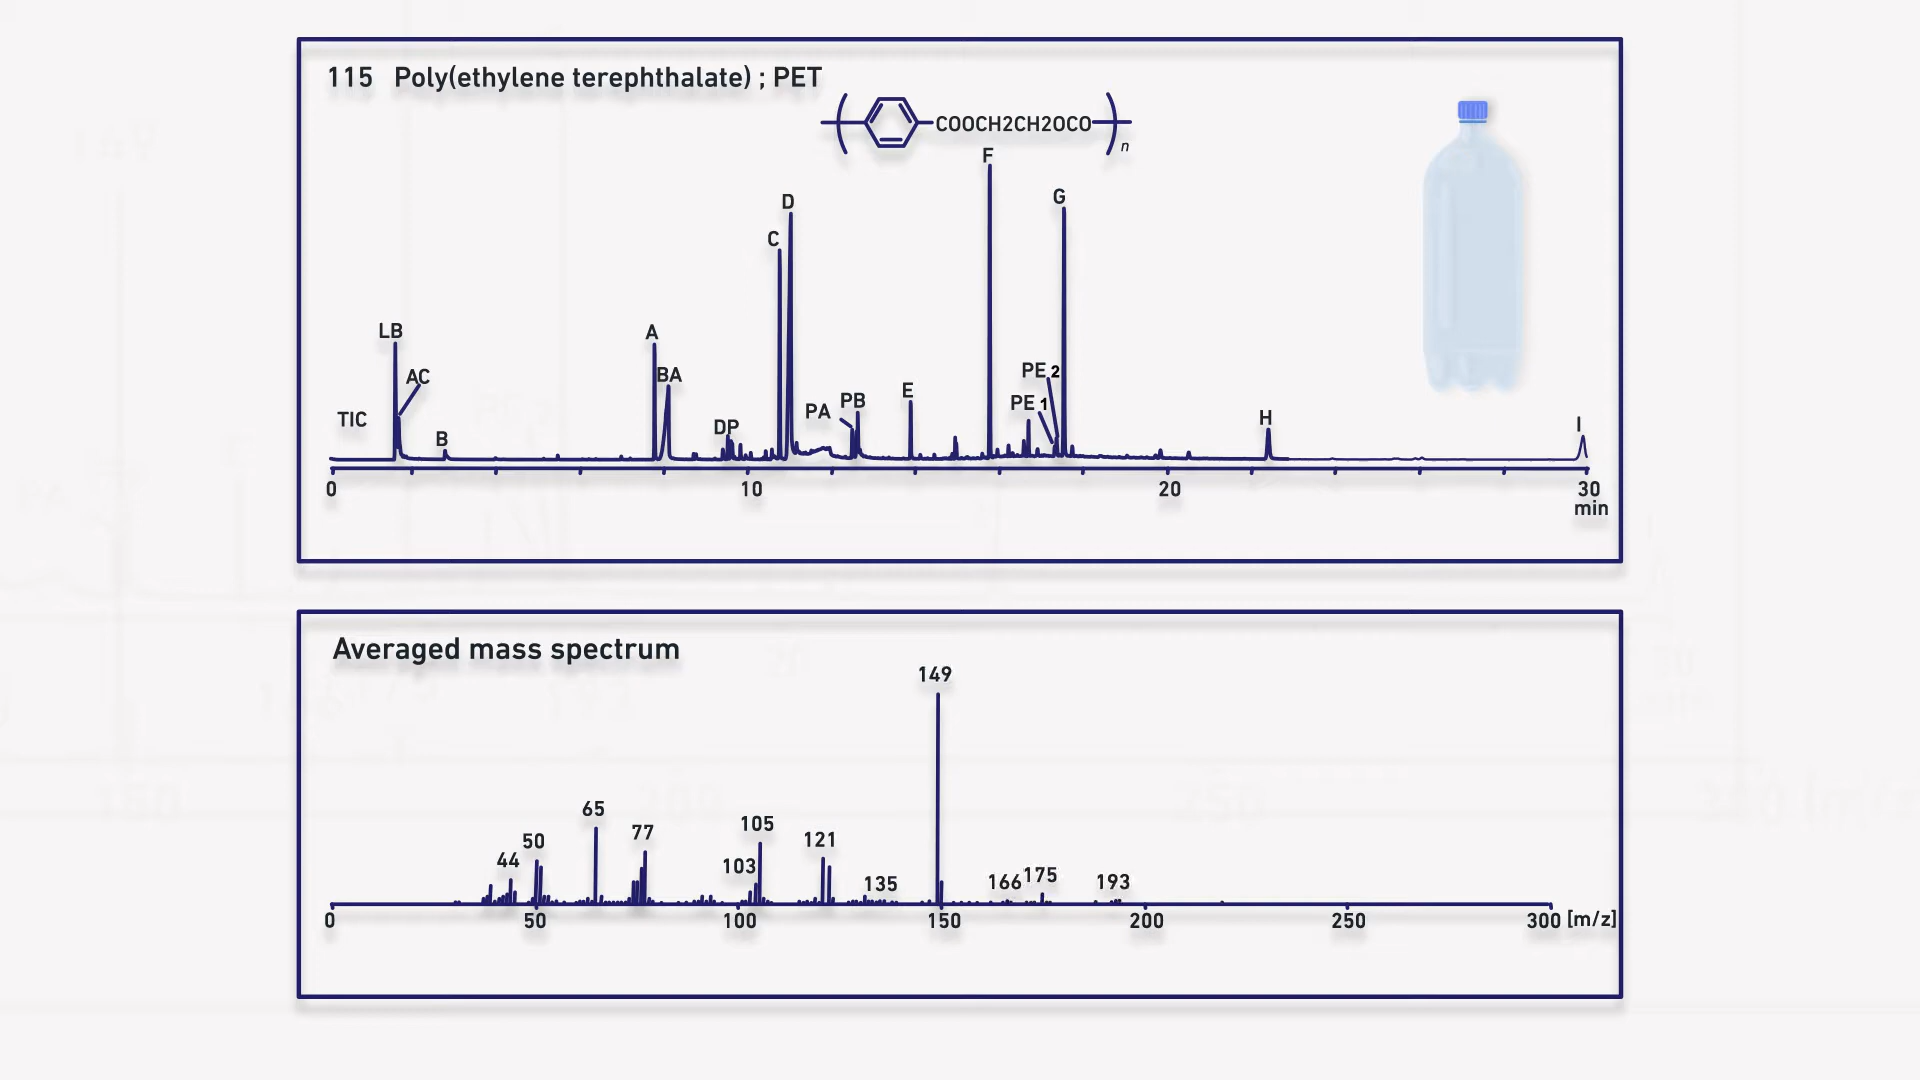 115 Poly(ethylene terephthalate) ; PET
COOCH2CH2OCO
n
F
G
D
C
LB
A
AC
BA
PE 2
E
PB
PE 1
PA
TIC
B
DP
H
I
0 10 20 30
min
Averaged mass spectrum
149
65
105
77
50
121
44
103
135
166
175
193
0 50 100 150 200 250 300 [m/z]